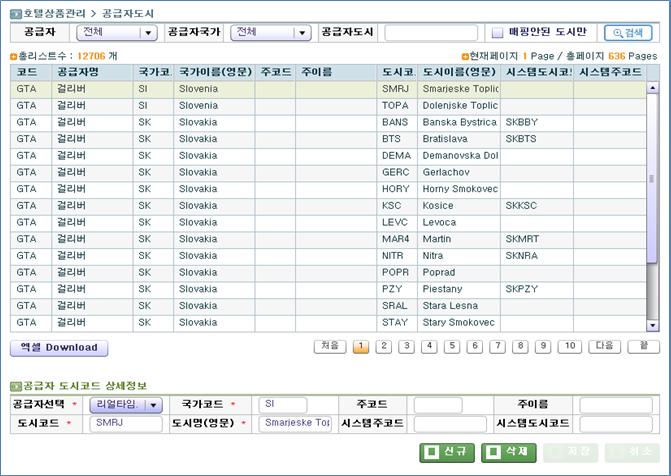 호텔상품관리 > 공급자도시
공급자 전체 공급자국가 전체 공급자도시 매핑안된 도시만 검색
총리스트수 : 12706 개 현재페이지 1 Page / 총페이지 636 Pages
코드 공급자명 국가코. 국가이름(영문) 주코드 주이름 도시코. 도시이름(영문) 시스템도시코. 시스템주코드
GTA 걸리버 SI Slovenia SMRJ Smarjeske Toplic
GTA 걸리버 SI Slovenia TOPA Dolenjske Toplic
GTA 걸리버 SK Slovakia BANS Banska Bystrica SKBBY
GTA 걸리버 SK Slovakia BTS Bratislava SKBTS
GTA 걸리버 SK Slovakia DEMA Demanovska Dol
GTA 걸리버 SK Slovakia GERC Gerlachov
GTA 걸리버 SK Slovakia HORY Horny Smokovec
GTA 걸리버 SK Slovakia KSC Kosice SKKSC
GTA 걸리버 SK Slovakia LEVC Levoca
GTA 걸리버 SK Slovakia MAR4 Martin SKMRT
GTA 걸리버 SK Slovakia NITR Nitra SKNRA
GTA 걸리버 SK Slovakia POPR Poprad
GTA 걸리버 SK Slovakia PZY Piestany SKPZY
GTA 걸리버 SK Slovakia SRAL Stara Lesna
GTA 걸리버 SK Slovakia STAY Stary Smokovec
엑셀 Download 처음 1 2 3 4 5 6 7 8 9 10 다음 끝
공급자 도시코드 상세정보
공급자선택 * 리얼타임. 국가코드 * SI 주코드 주이름
도시코드 * SMRJ 도시명(영문) * Smarjeske Top 시스템주코드 시스템도시코드
신규 삭제 저장 취소